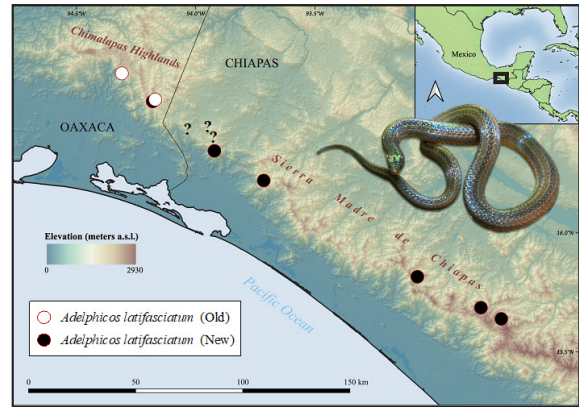 94.5°W
94.0°W
93.5°W
Chimalapas Highlands
CHIAPAS
Mexico
OAXACA
?
?
?
Sierra Madre de Chiapas
16.0°N
Elevation (meters a.s.l.)
0 2930
Pacific Ocean
Adelphicos latifasciatum (Old)
Adelphicos latifasciatum (New)
15.5°N
0 50 100 150 km